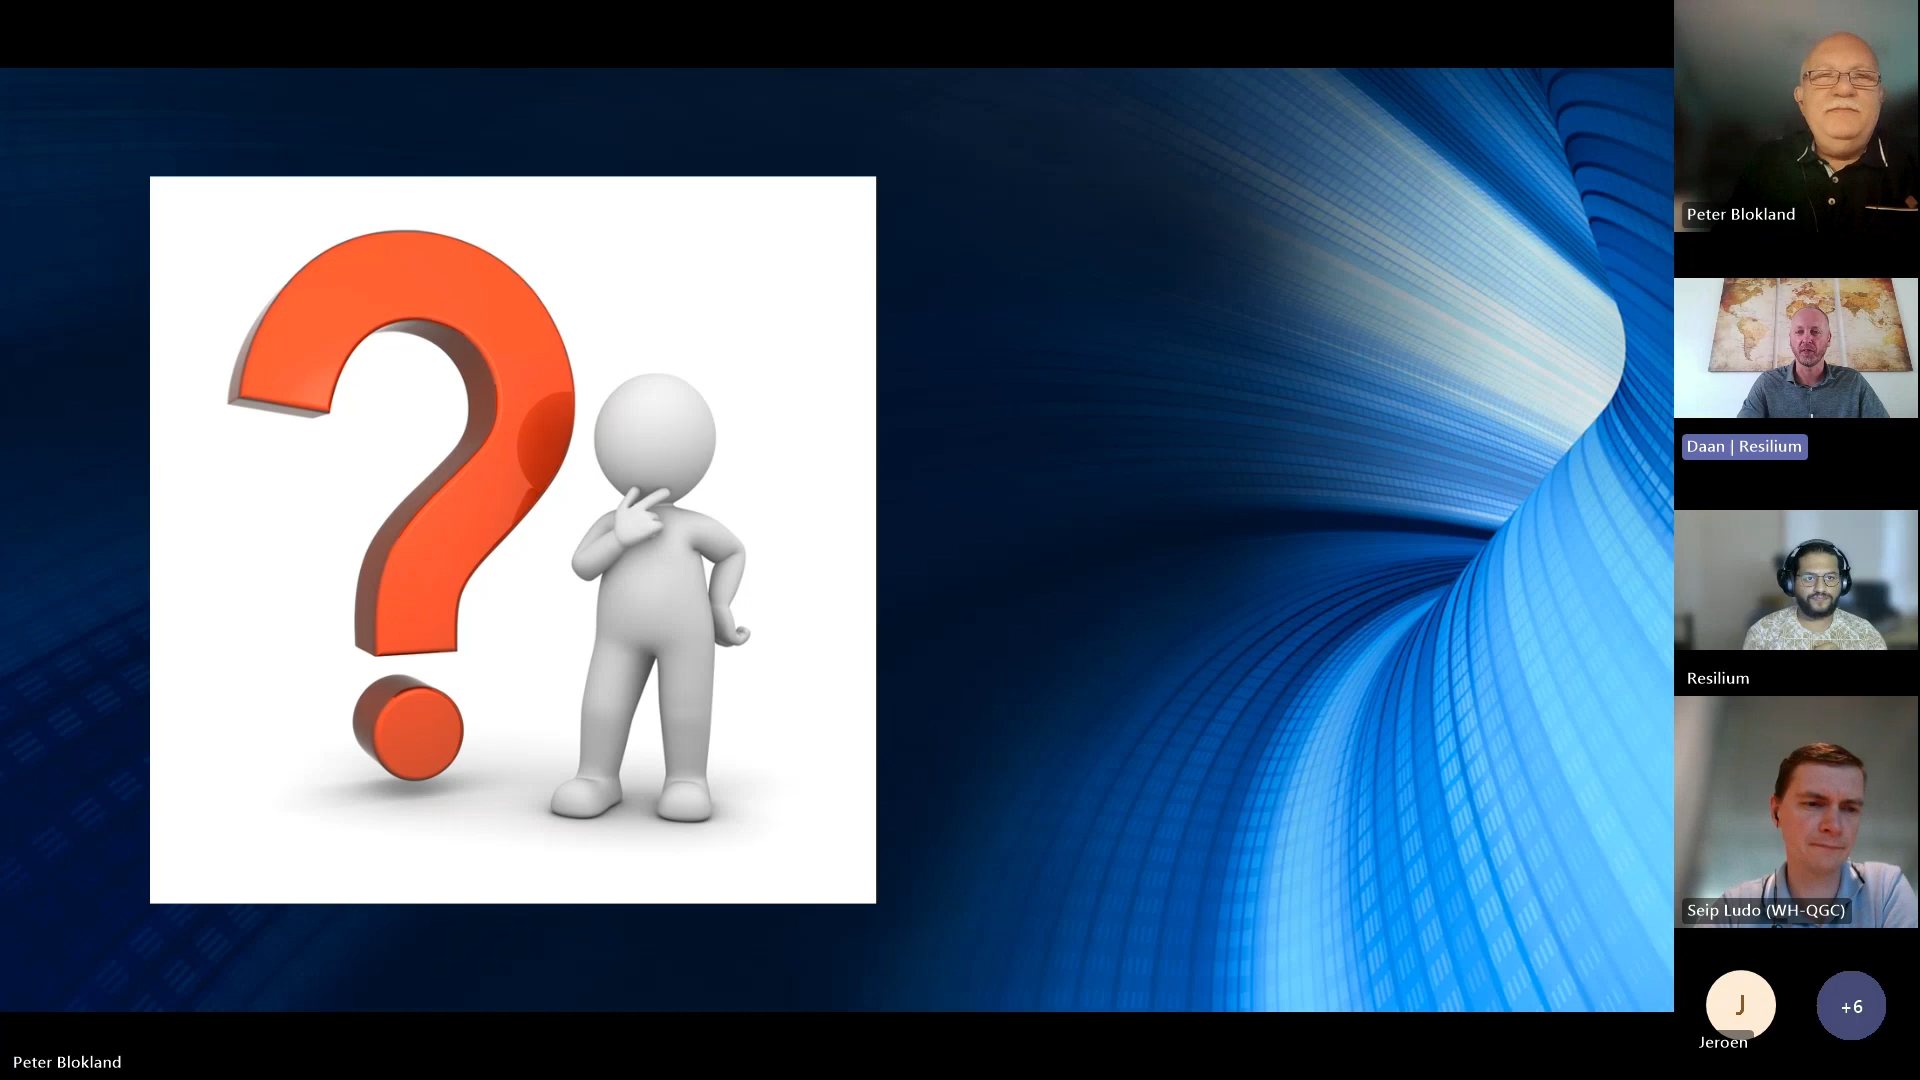 Peter Blokland
Daan | Resilium
Resilium
Seip Ludo (WH-QGC)
J
+6
Jeroen
Peter Blokland